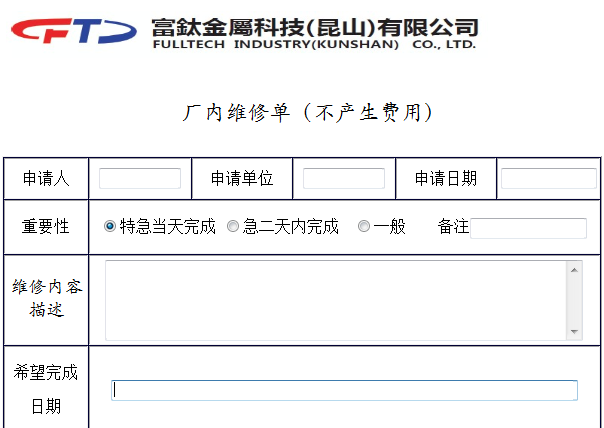 CFTD
富鈦金屬科技(昆山)有限公司
FULLTECH INDUSTRY(KUNSHAN) CO., LTD.
厂内维修单（不产生费用）
申请人 申请单位 申请日期
重要性 特急当天完成 急二天内完成 一般 备注
维修内容
描述
希望完成
日期